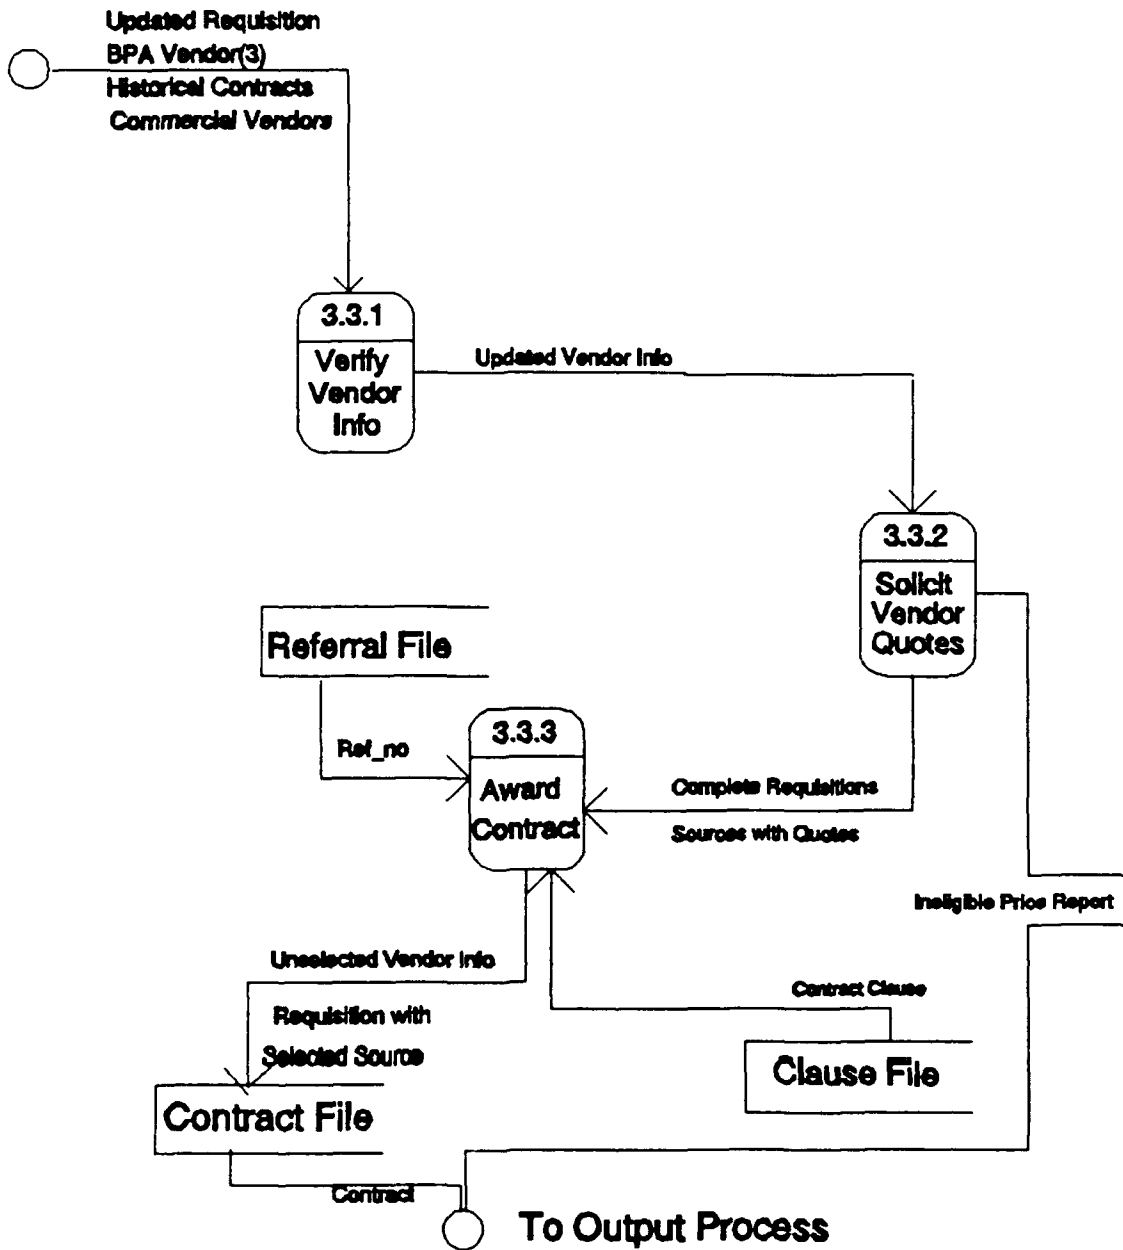 Updated Requisition
BPA Vendor(3)
Historical Contracts
Commercial Vendors
3.3.1
Verify
Vendor
Info
Updated Vendor Info
3.3.2
Solicit
Vendor
Quotes
Referral File
Ref_no
3.3.3
Award
Contract
Complete Requisitions
Sources with Quotes
Ineligible Price Report
Unselected Vendor Info
Requisition with
Selected Source
Contract Clause
Clause File
Contract File
Contract
To Output Process